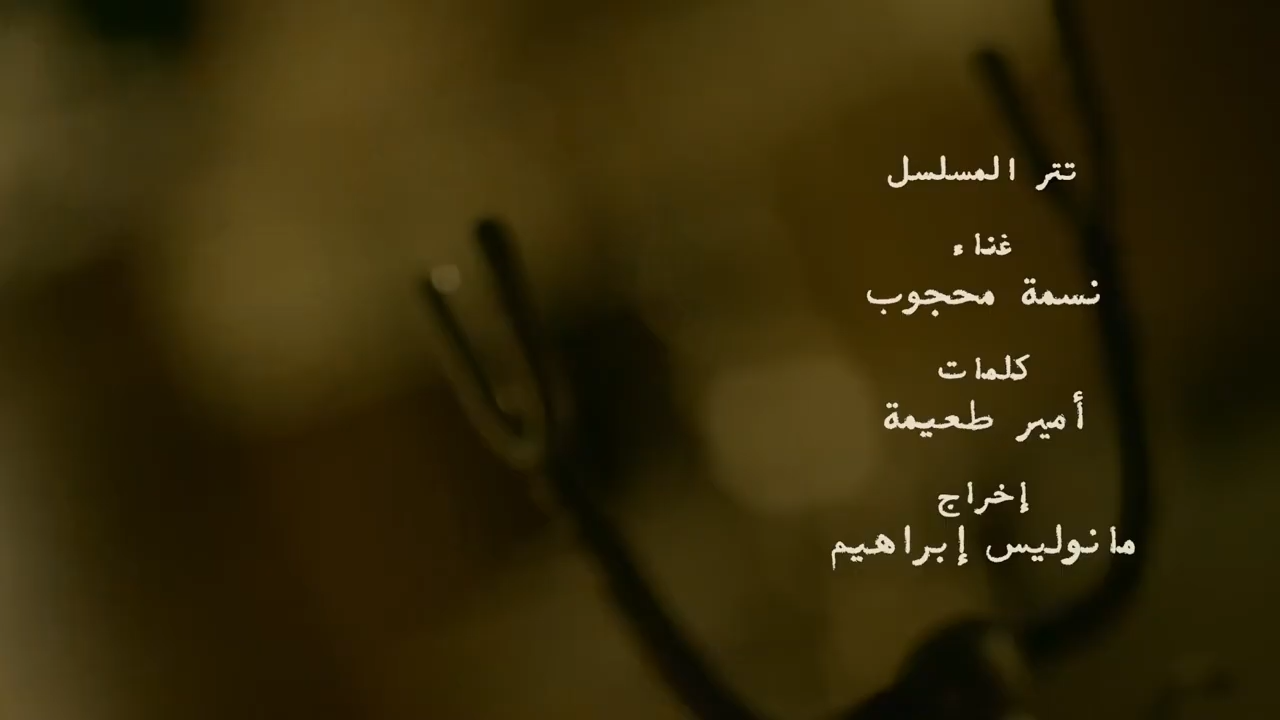 تتر المسلسل
غناء
نسمة محجوب
كلمات
أمير طعيمة
إخراج
مانوليس إبراهيم